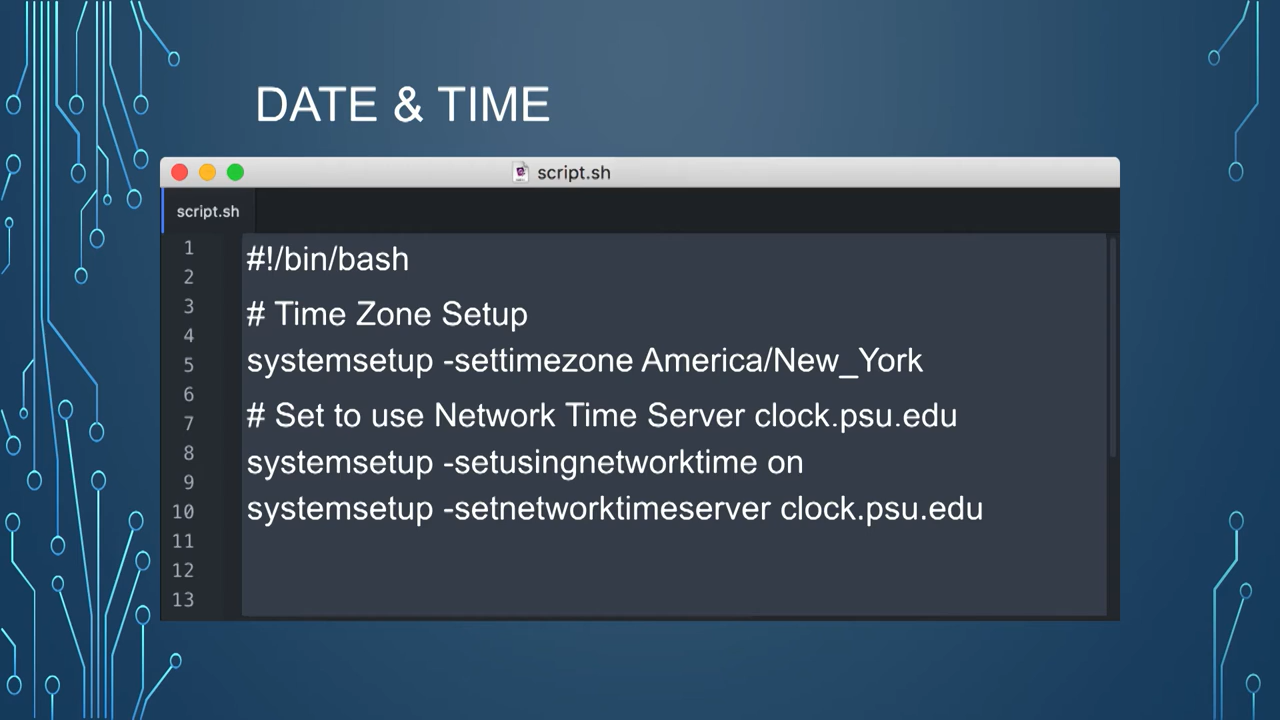 DATE & TIME
script.sh
script.sh
1
2
3
4
5
6
7
8
9
10
11
12
13
#!/bin/bash
# Time Zone Setup
systemsetup -settimezone America/New_York
# Set to use Network Time Server clock.psu.edu
systemsetup -setusingnetworktime on
systemsetup -setnetworktimeserver clock.psu.edu